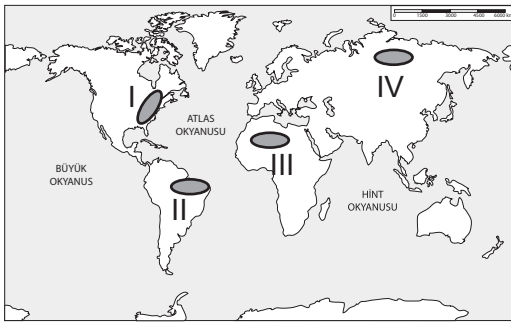 0 1500 3000 4500 6000 km
I
IV
ATLAS
OKYANUSU
III
BÜYÜK
OKYANUS
II
HİNT
OKYANUSU